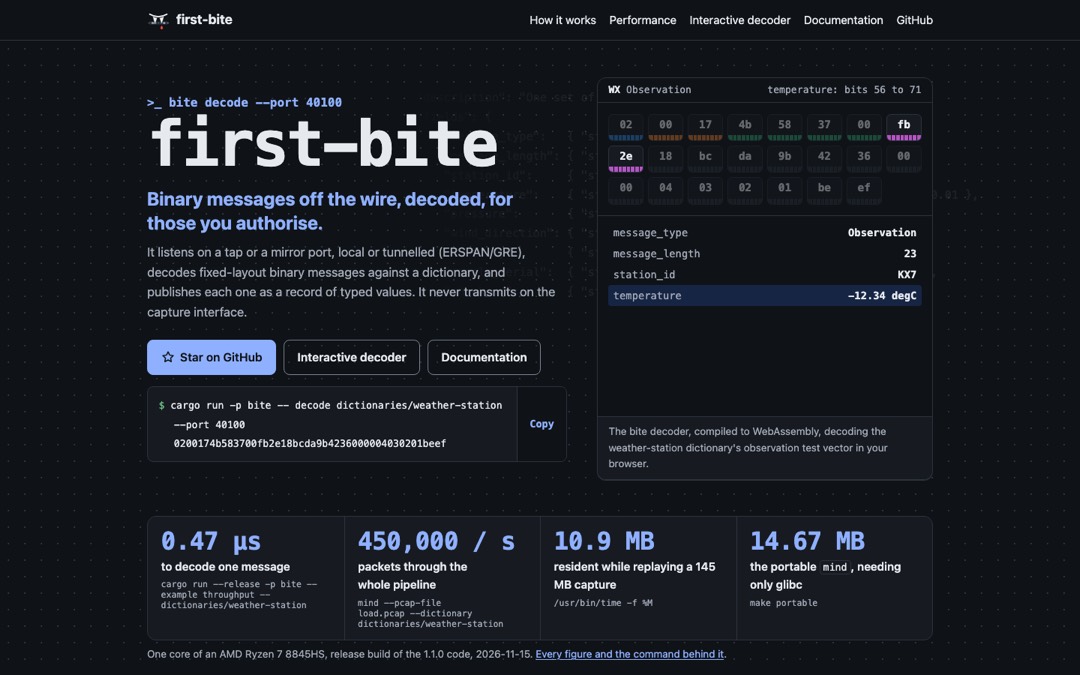 first-bite
How it works Performance Interactive decoder Documentation GitHub
>_ bite decode --port 40100
first-bite
Binary messages off the wire, decoded, for
those you authorise.
It listens on a tap or a mirror port, local or tunnelled (ERSPAN/GRE),
decodes fixed-layout binary messages against a dictionary, and
publishes each one as a record of typed values. It never transmits on the
capture interface.
Star on GitHub
Interactive decoder
Documentation
$ cargo run -p bite -- decode dictionaries/weather-station
--port 40100
0200174b583700fb2e18bcda9b4236000004030201beef
Copy
WX Observation temperature: bits 56 to 71
02 00 17 4b 58 37 00 fb
2e 18 bc da 9b 42 36 00
00 04 03 02 01 be ef
message_type Observation
message_length 23
station_id KX7
temperature −12.34 degC
The bite decoder, compiled to WebAssembly, decoding the
weather-station dictionary's observation test vector in your
browser.
0.47 µs
to decode one message
cargo run --release -p bite --
example throughput --
dictionaries/weather-station
450,000 / s
packets through the
whole pipeline
mind --pcap-file
load.pcap --dictionary
dictionaries/weather-station
10.9 MB
resident while replaying a 145
MB capture
/usr/bin/time -f %M
14.67 MB
the portable mind, needing
only glibc
make portable
One core of an AMD Ryzen 7 8845HS, release build of the 1.1.0 code, 2026-11-15. Every figure and the command behind it.